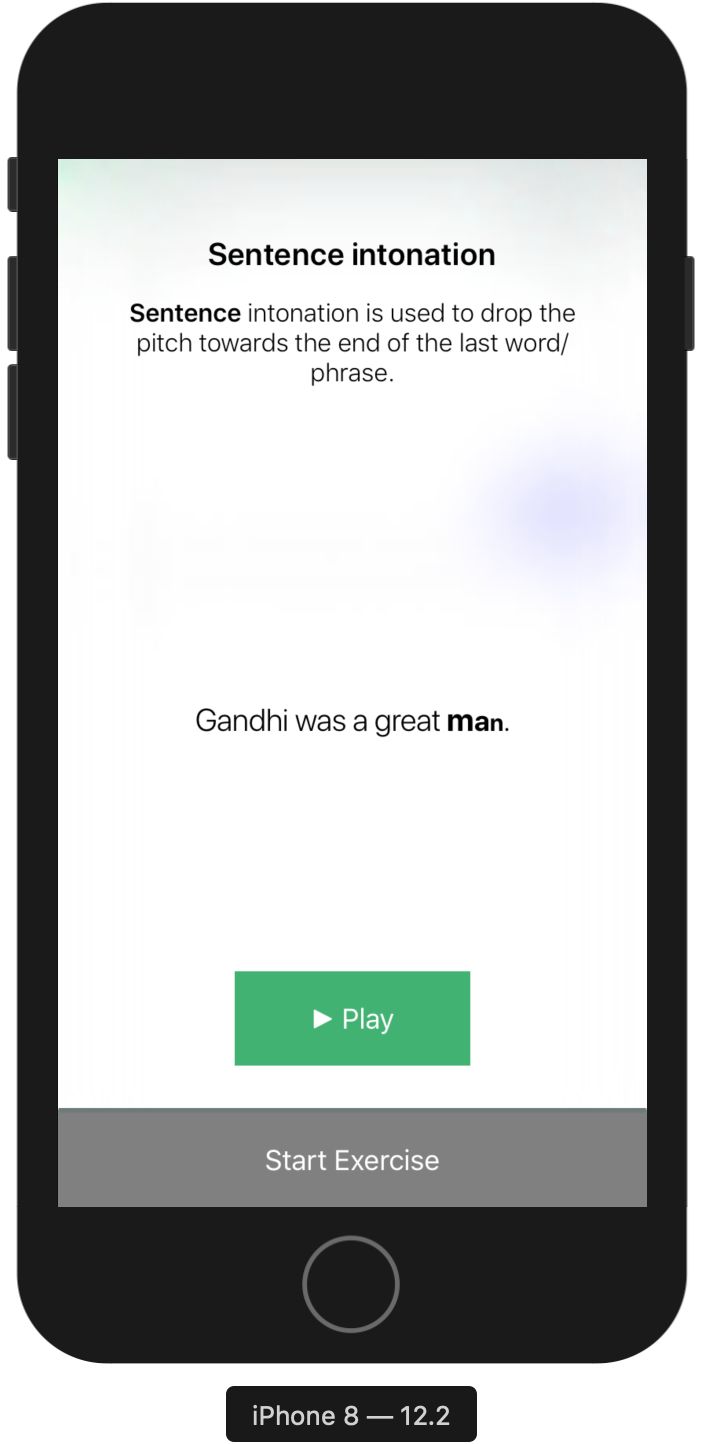 Sentence intonation
Sentence intonation is used to drop the
pitch towards the end of the last word/
phrase.
Gandhi was a great man.
Play
Start Exercise
iPhone 8 — 12.2